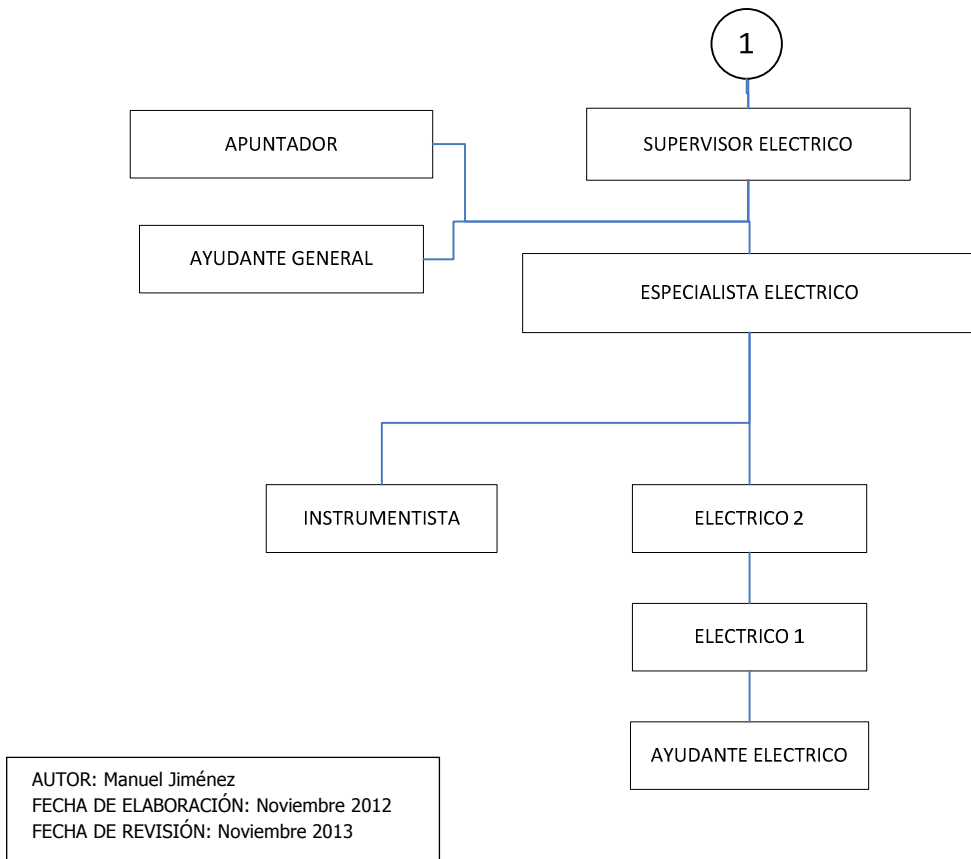 1
APUNTADOR
SUPERVISOR ELECTRICO
AYUDANTE GENERAL
ESPECIALISTA ELECTRICO
INSTRUMENTISTA
ELECTRICO 2
ELECTRICO 1
AYUDANTE ELECTRICO
AUTOR: Manuel Jiménez
FECHA DE ELABORACIÓN: Noviembre 2012
FECHA DE REVISIÓN: Noviembre 2013